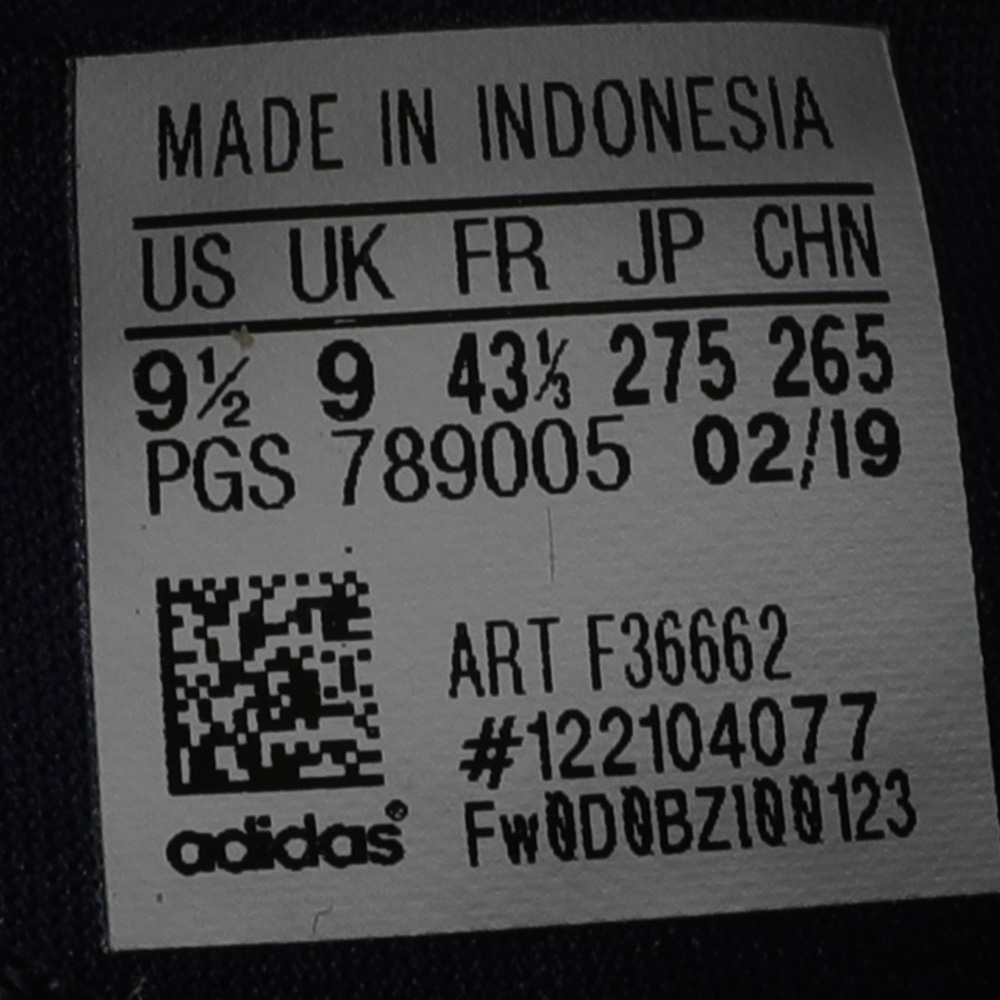 MADE IN INDONESIA
US UK FR JP CHN
9½ 9 43⅓ 275 265
PGS 789005 02/19
ART F36662
#122104077
Fw0D0BZ100123
adidas®